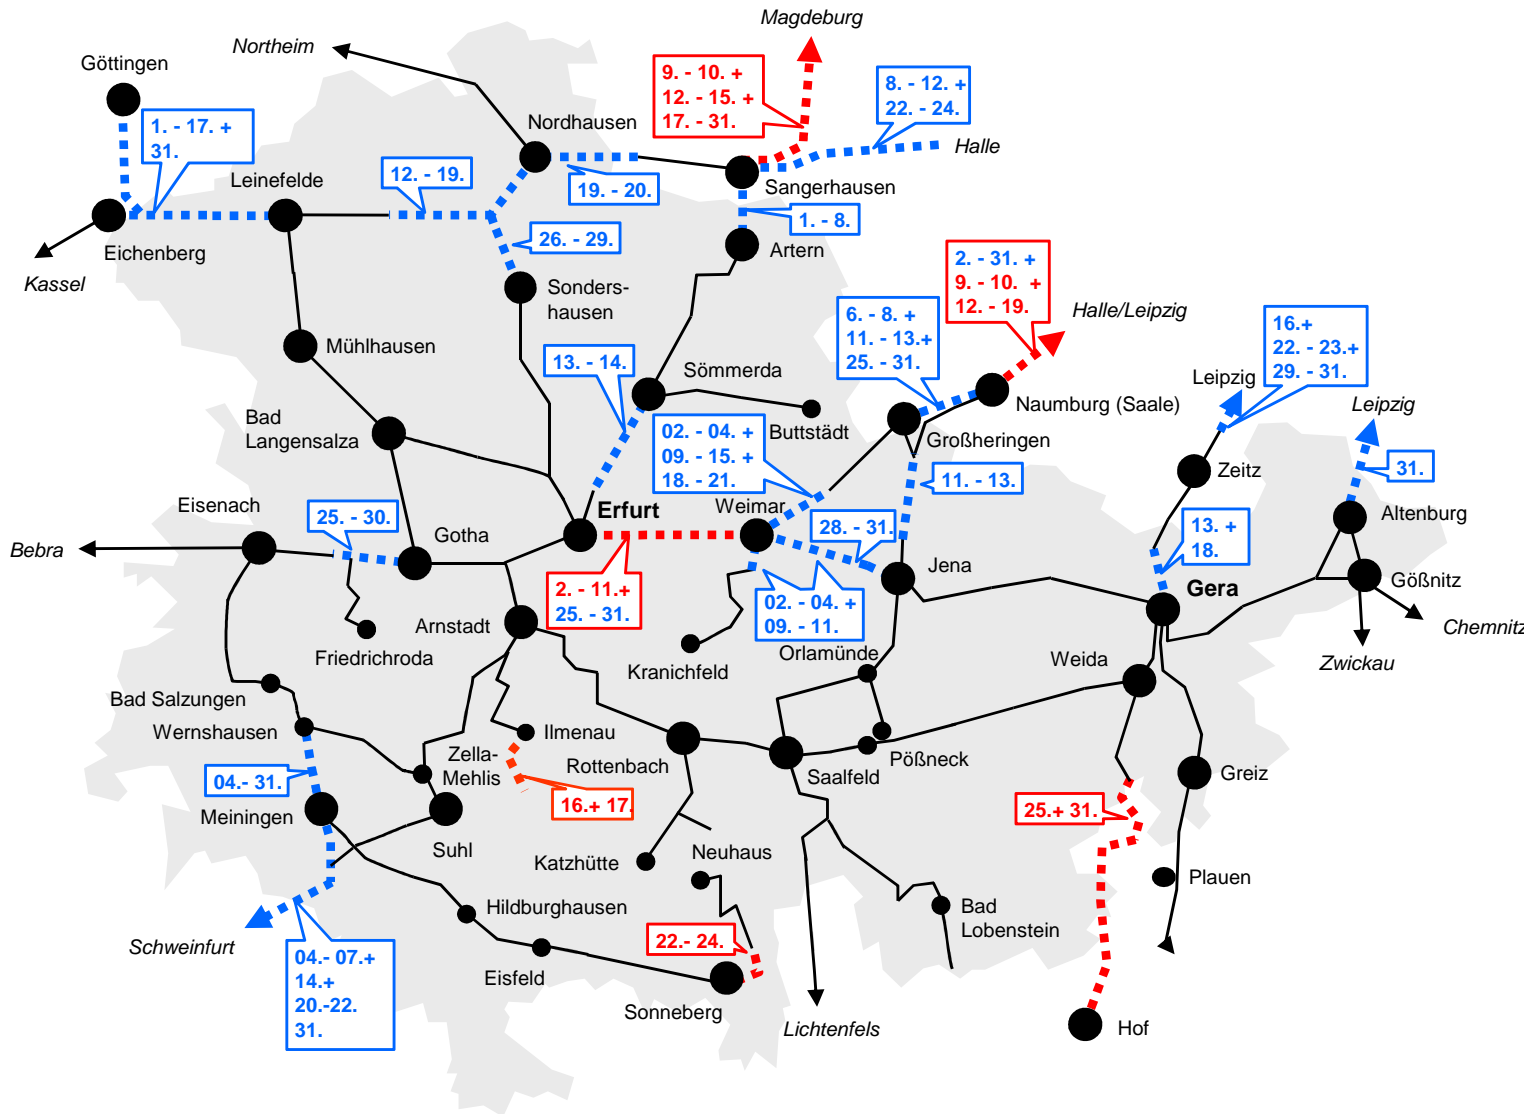 Magdeburg
Northeim
Göttingen
9. - 10. +
12. - 15. +
17. - 31.
8. - 12. +
22. - 24.
1. - 17. +
31.
Nordhausen
Halle
Leinefelde
12. - 19.
19. - 20.
Sangerhausen
1. - 8.
Eichenberg
26. - 29.
Artern
Kassel
Sonders-
hausen
2. - 31. +
9. - 10. +
12. - 19.
Halle/Leipzig
6. - 8. +
11. - 13.+
25. - 31.
16.+
22. - 23.+
29. - 31.
Mühlhausen
13. - 14.
Sömmerda
Leipzig
Naumburg (Saale)
Leipzig
Bad
Langensalza
Buttstädt
Großheringen
02. - 04. +
09. - 15. +
18. - 21.
11. - 13.
Zeitz
31.
Eisenach
25. - 30.
Erfurt
Weimar
28. - 31.
13. +
18.
Altenburg
Bebra
Gotha
Jena
Gera
Gößnitz
2. - 11.+
25. - 31.
02. - 04. +
09. - 11.
Arnstadt
Chemnitz
Friedrichroda
Kranichfeld
Orlamünde
Weida
Zwickau
Bad Salzungen
Wernshausen
Ilmenau
Zella-
Mehlis
Rottenbach
Saalfeld
Pößneck
Greiz
04.- 31.
16.+ 17.
25.+ 31.
Meiningen
Suhl
Katzhütte
Neuhaus
Plauen
Hildburghausen
Bad
Lobenstein
Schweinfurt
04.- 07.+
14.+
20.-22.
31.
22.- 24.
Eisfeld
Sonneberg
Lichtenfels
Hof